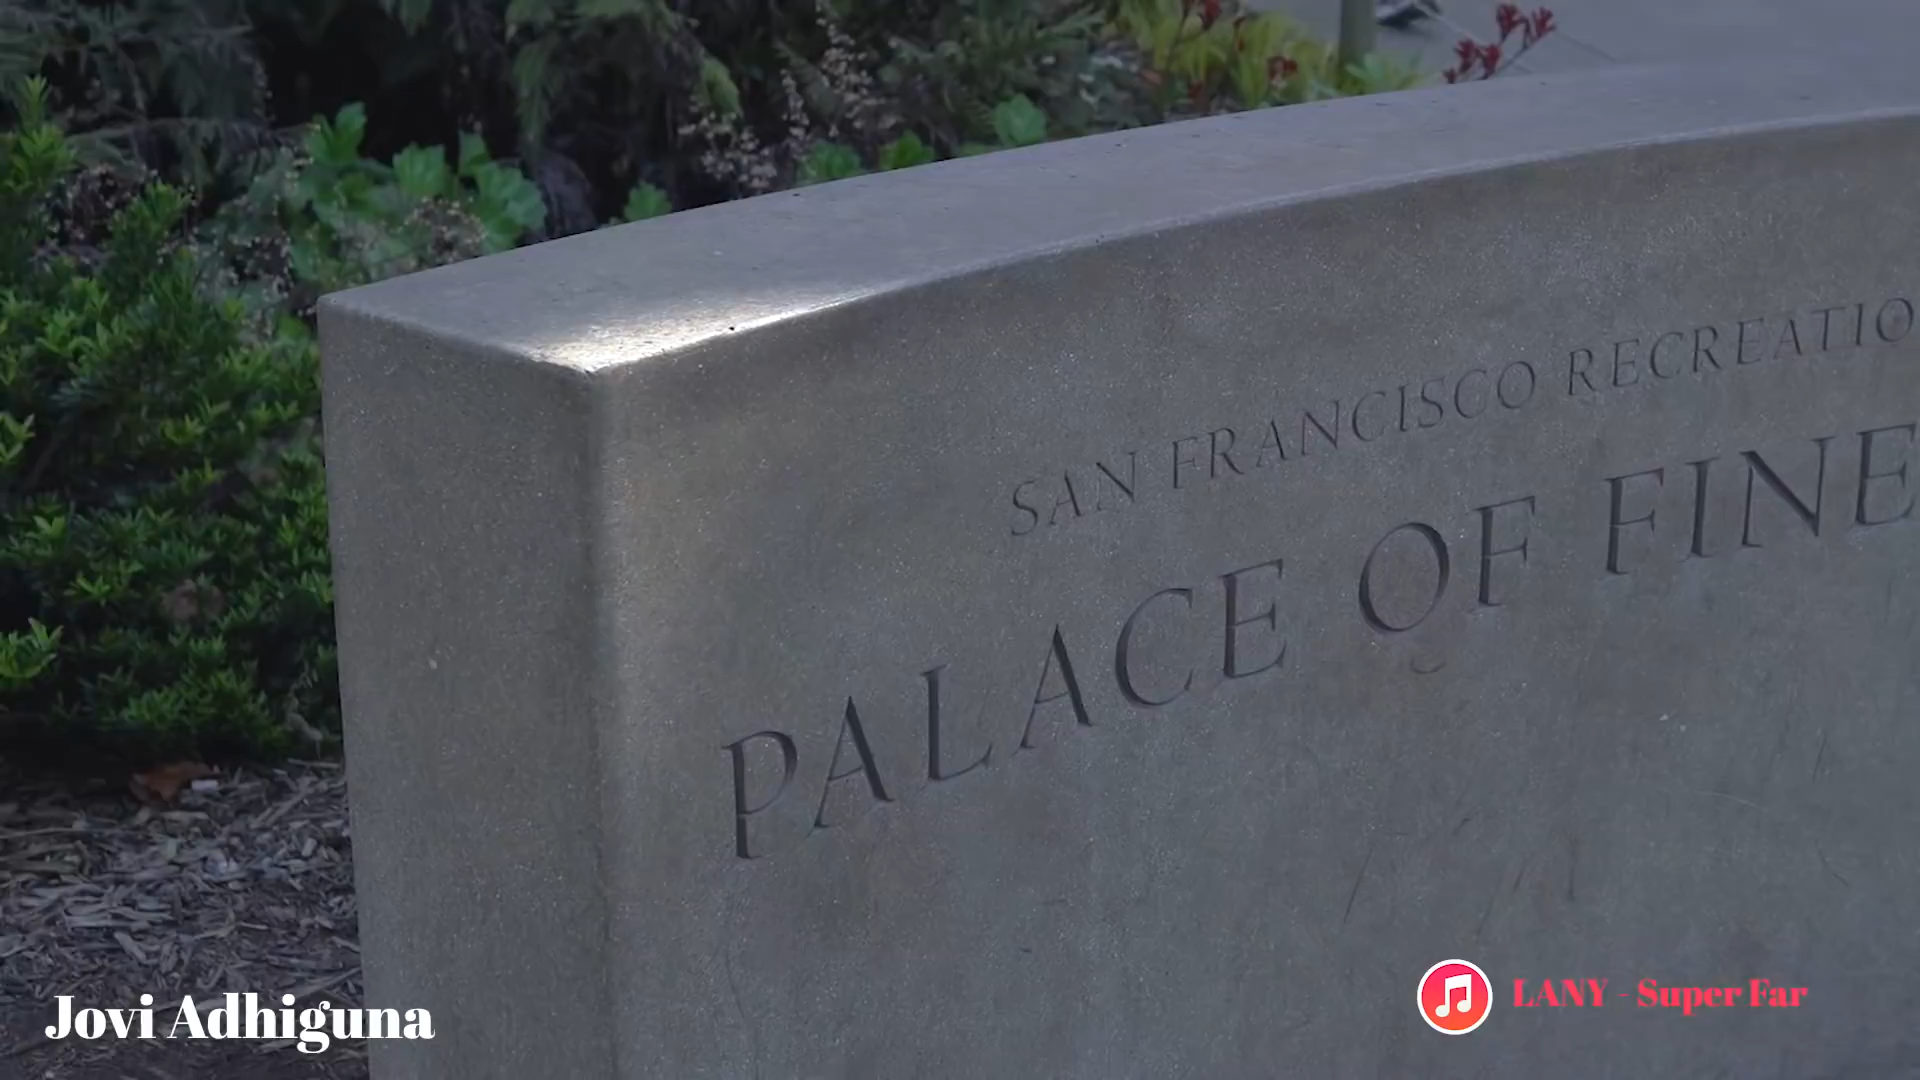 SAN FRANCISCO RECREATIO
PALACE OF FINE
Jovi Adhiguna
LANY - Super Far